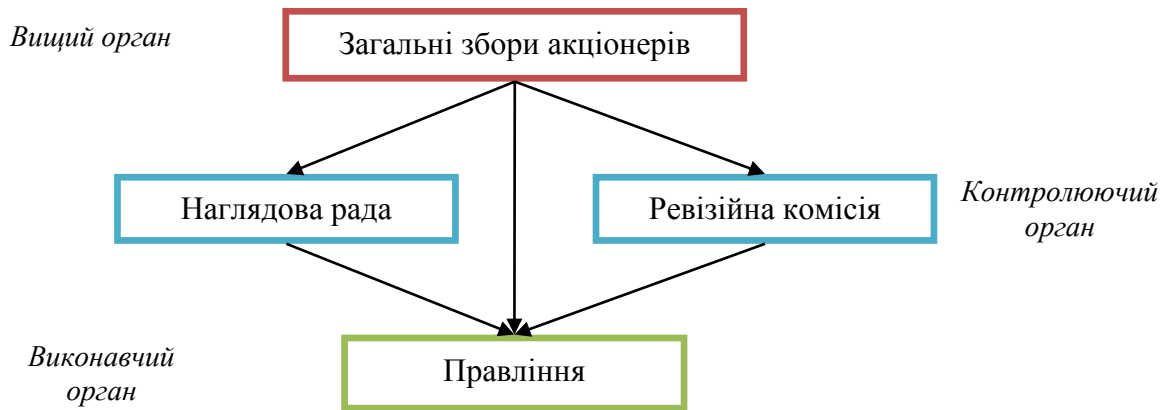 Вищий орган
Загальні збори акціонерів
Наглядова рада
Ревізійна комісія
Контролюючий
орган
Виконавчий
орган
Правління